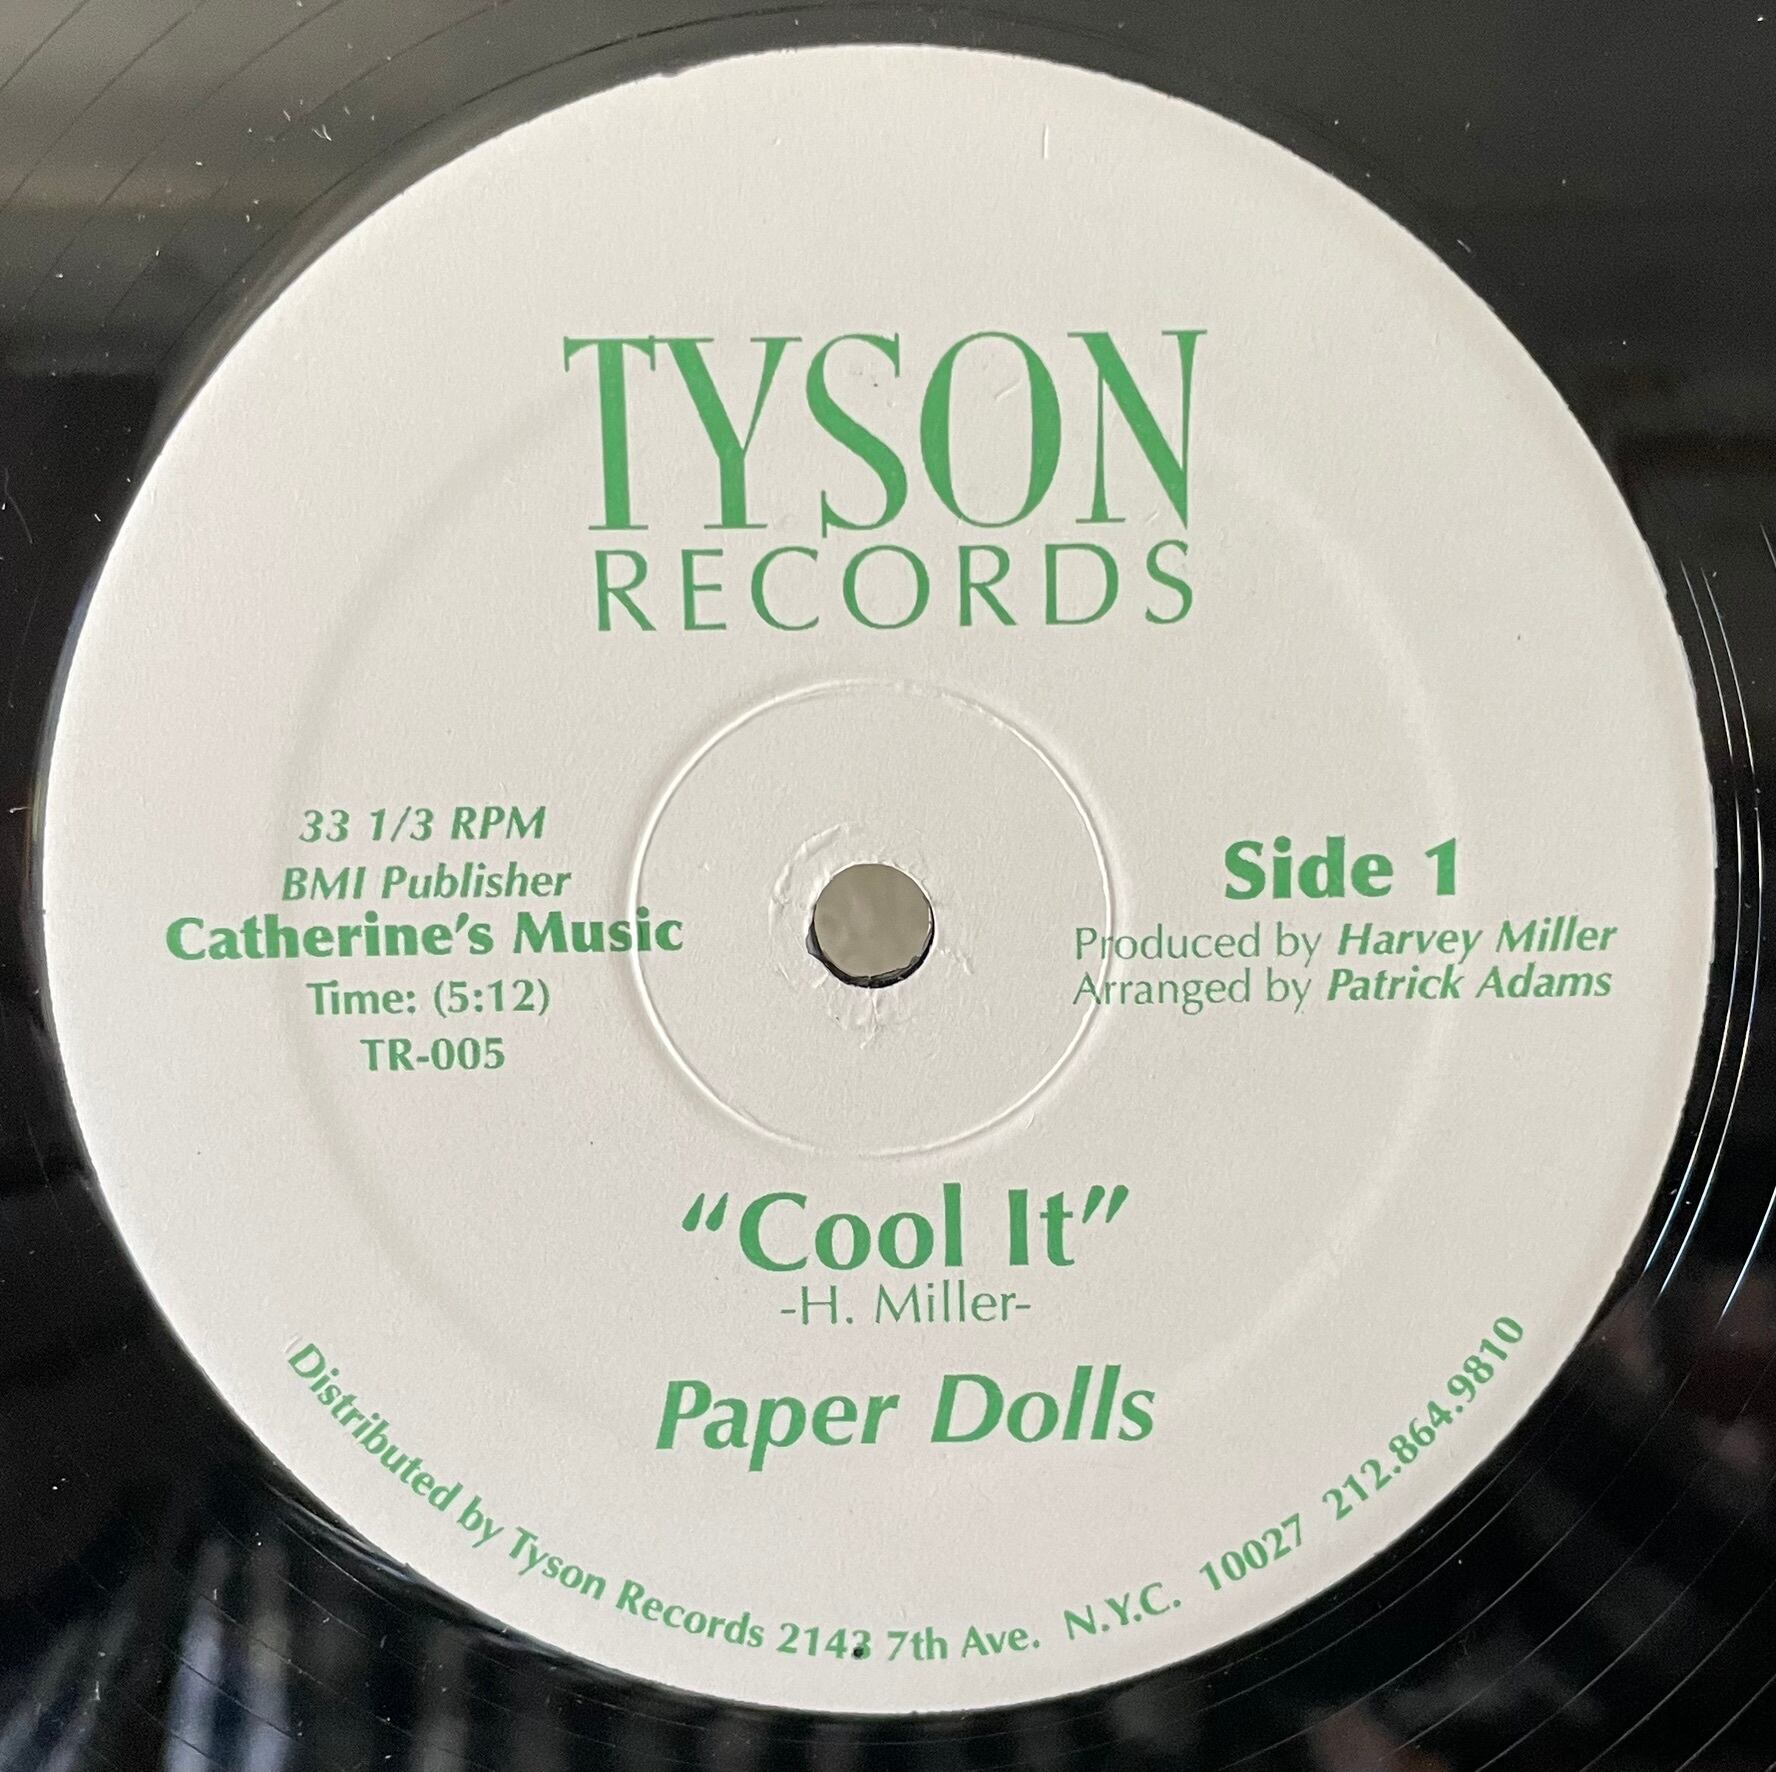 TYSON
RECORDS
33 1/3 RPM
BMI Publisher
Catherine's Music
Time: (5:12)
TR-005
Side 1
Produced by Harvey Miller
Arranged by Patrick Adams
"Cool It"
-H. Miller-
Paper Dolls
Distributed by Tyson Records 2143 7th Ave. N.Y.C. 10027 212.864.9810